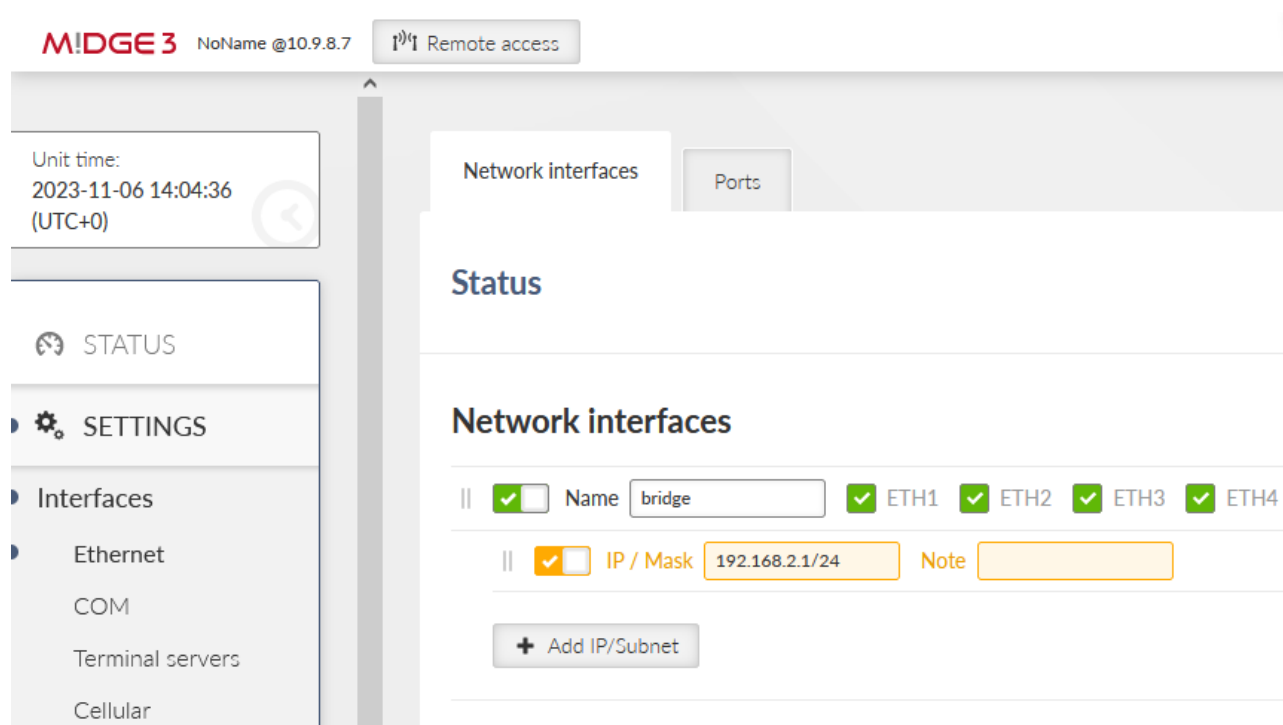 M!DGE 3 NoName @10.9.8.7 Remote access
Unit time:
2023-11-06 14:04:36
(UTC+0)
STATUS
SETTINGS
Interfaces
Ethernet
COM
Terminal servers
Cellular
Network interfaces Ports
Status
Network interfaces
Name bridge ETH1 ETH2 ETH3 ETH4
IP / Mask 192.168.2.1/24 Note
Add IP/Subnet